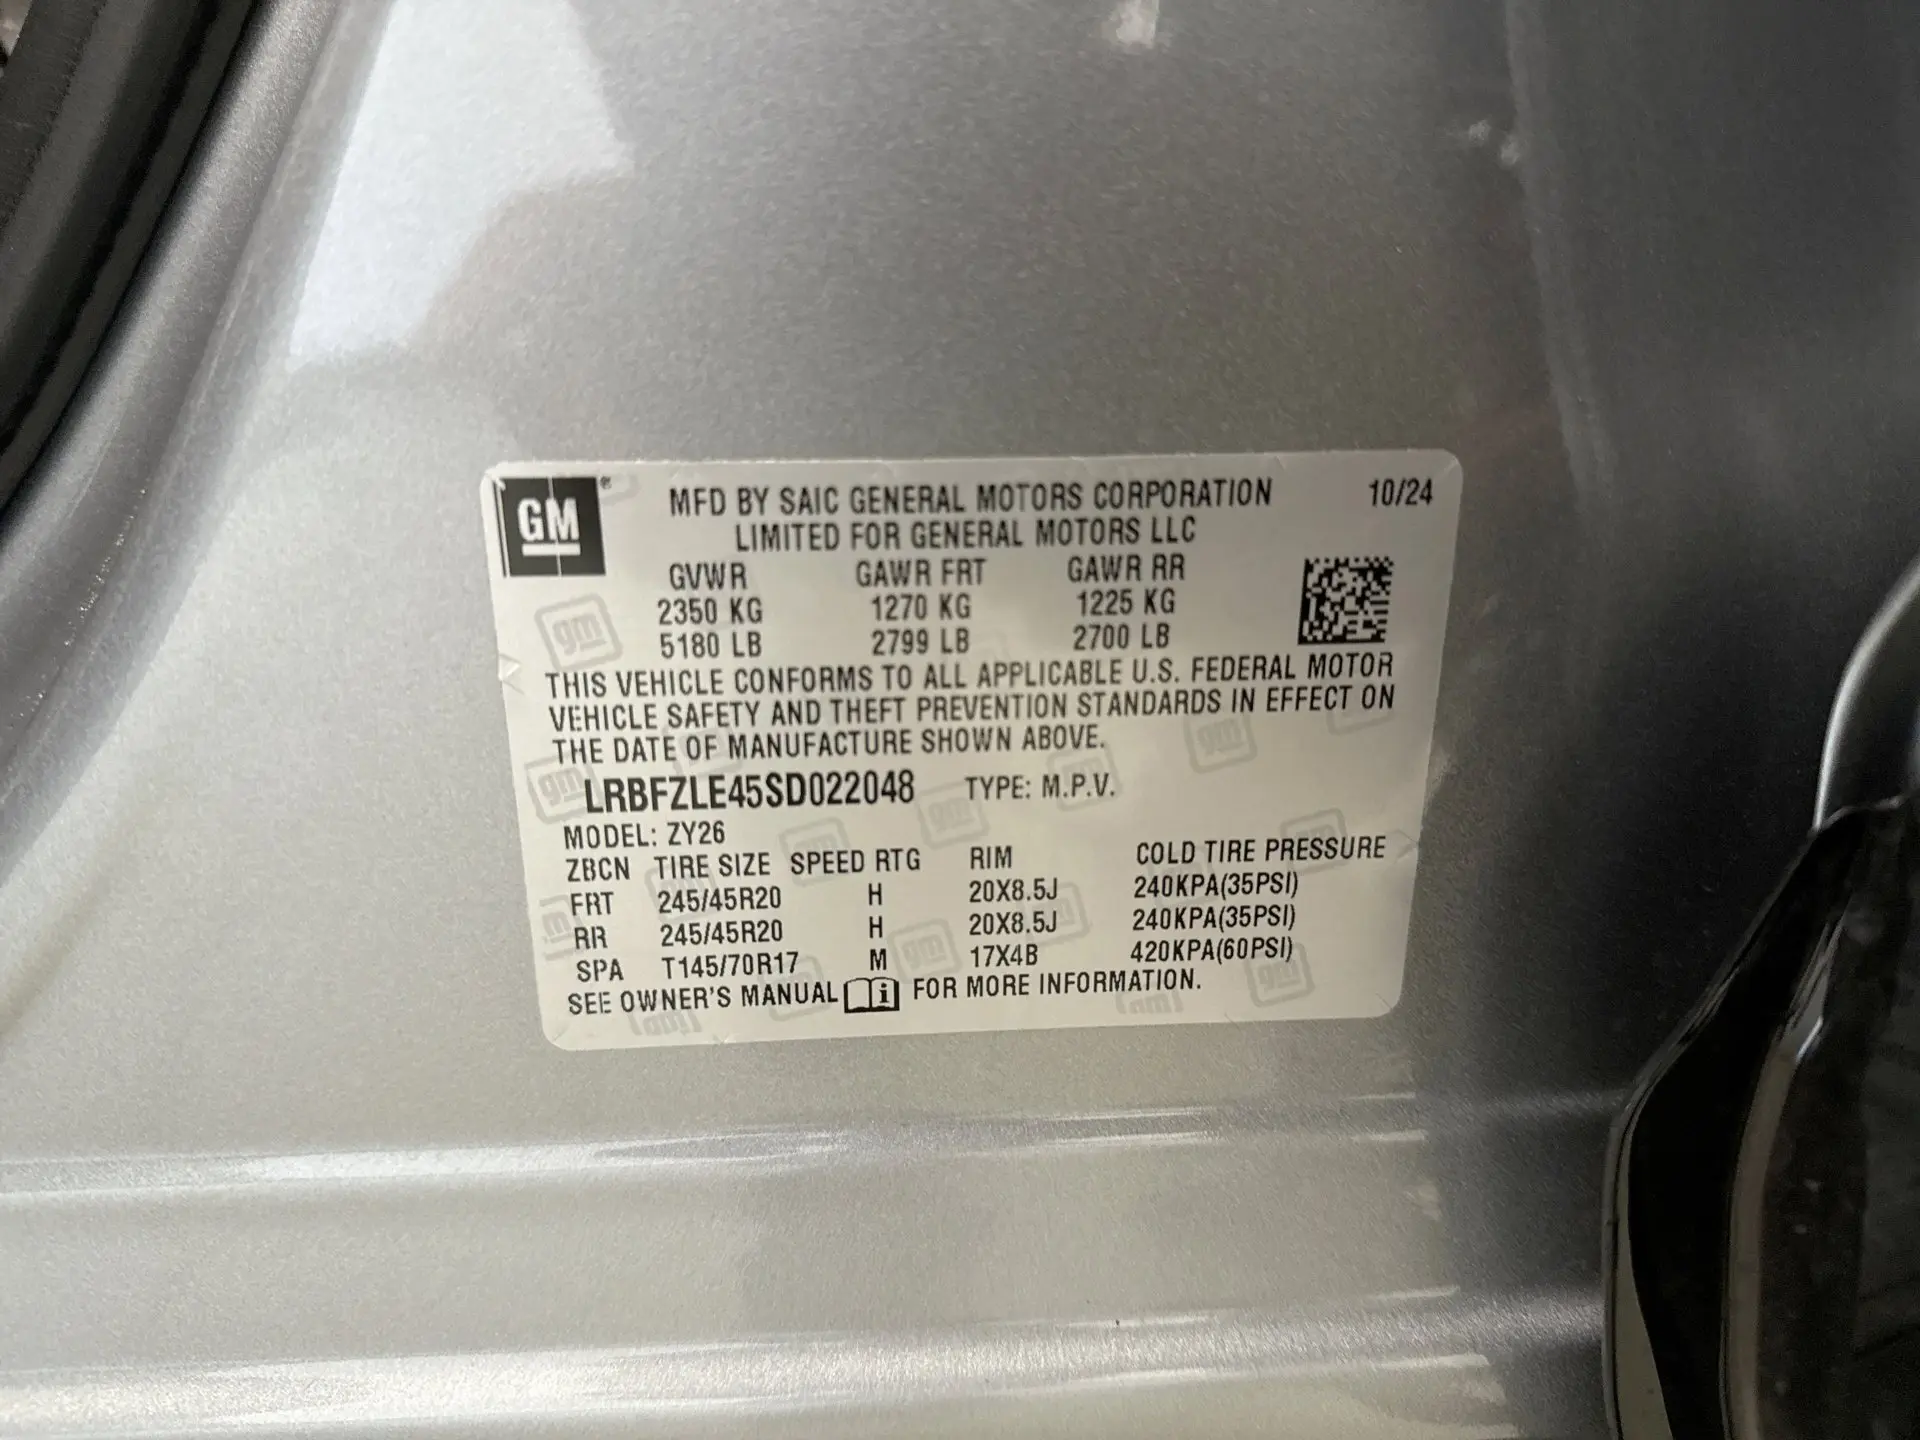 GM® MFD BY SAIC GENERAL MOTORS CORPORATION 10/24
LIMITED FOR GENERAL MOTORS LLC
GVWR GAWR FRT GAWR RR
2350 KG 1270 KG 1225 KG
5180 LB 2799 LB 2700 LB
THIS VEHICLE CONFORMS TO ALL APPLICABLE U.S. FEDERAL MOTOR
VEHICLE SAFETY AND THEFT PREVENTION STANDARDS IN EFFECT ON
THE DATE OF MANUFACTURE SHOWN ABOVE.
LRBFZLE45SD022048 TYPE: M.P.V.
MODEL: ZY26
ZBCN TIRE SIZE SPEED RTG RIM COLD TIRE PRESSURE
FRT 245/45R20 H 20X8.5J 240KPA(35PSI)
RR 245/45R20 H 20X8.5J 240KPA(35PSI)
SPA T145/70R17 M 17X4B 420KPA(60PSI)
SEE OWNER'S MANUAL i FOR MORE INFORMATION.